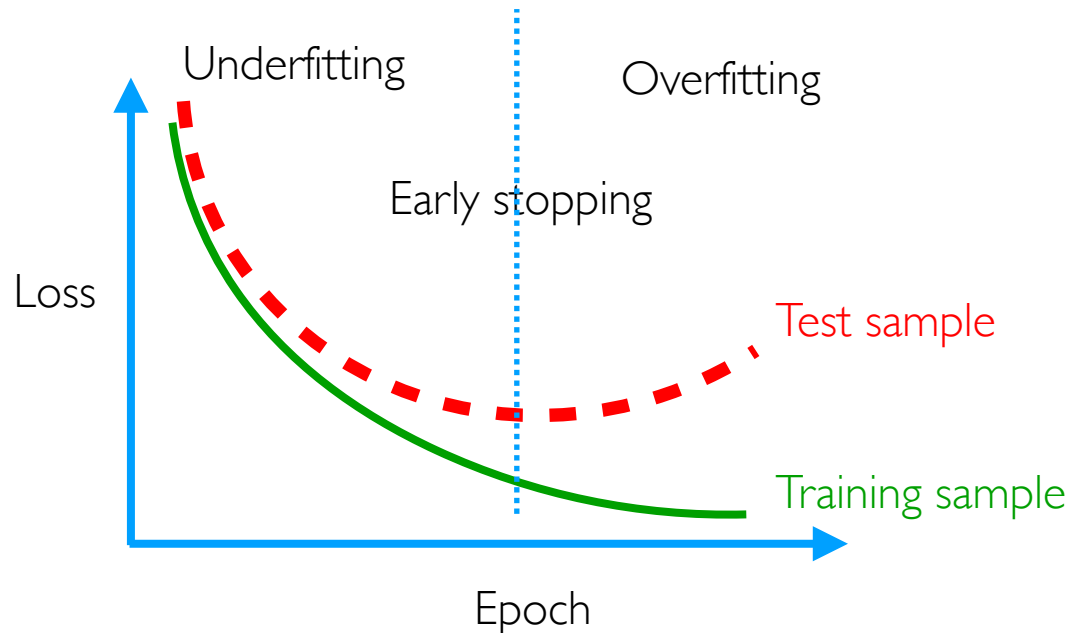 Underfitting
Overfitting
Early stopping
Loss
Test sample
Training sample
Epoch